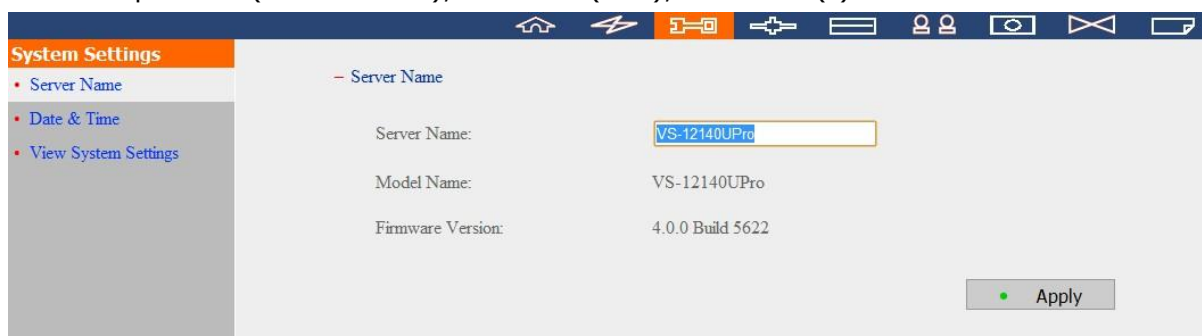 System Settings
• Server Name
• Date & Time
• View System Settings
– Server Name
Server Name: VS-12140UPro
Model Name: VS-12140UPro
Firmware Version: 4.0.0 Build 5622
• Apply